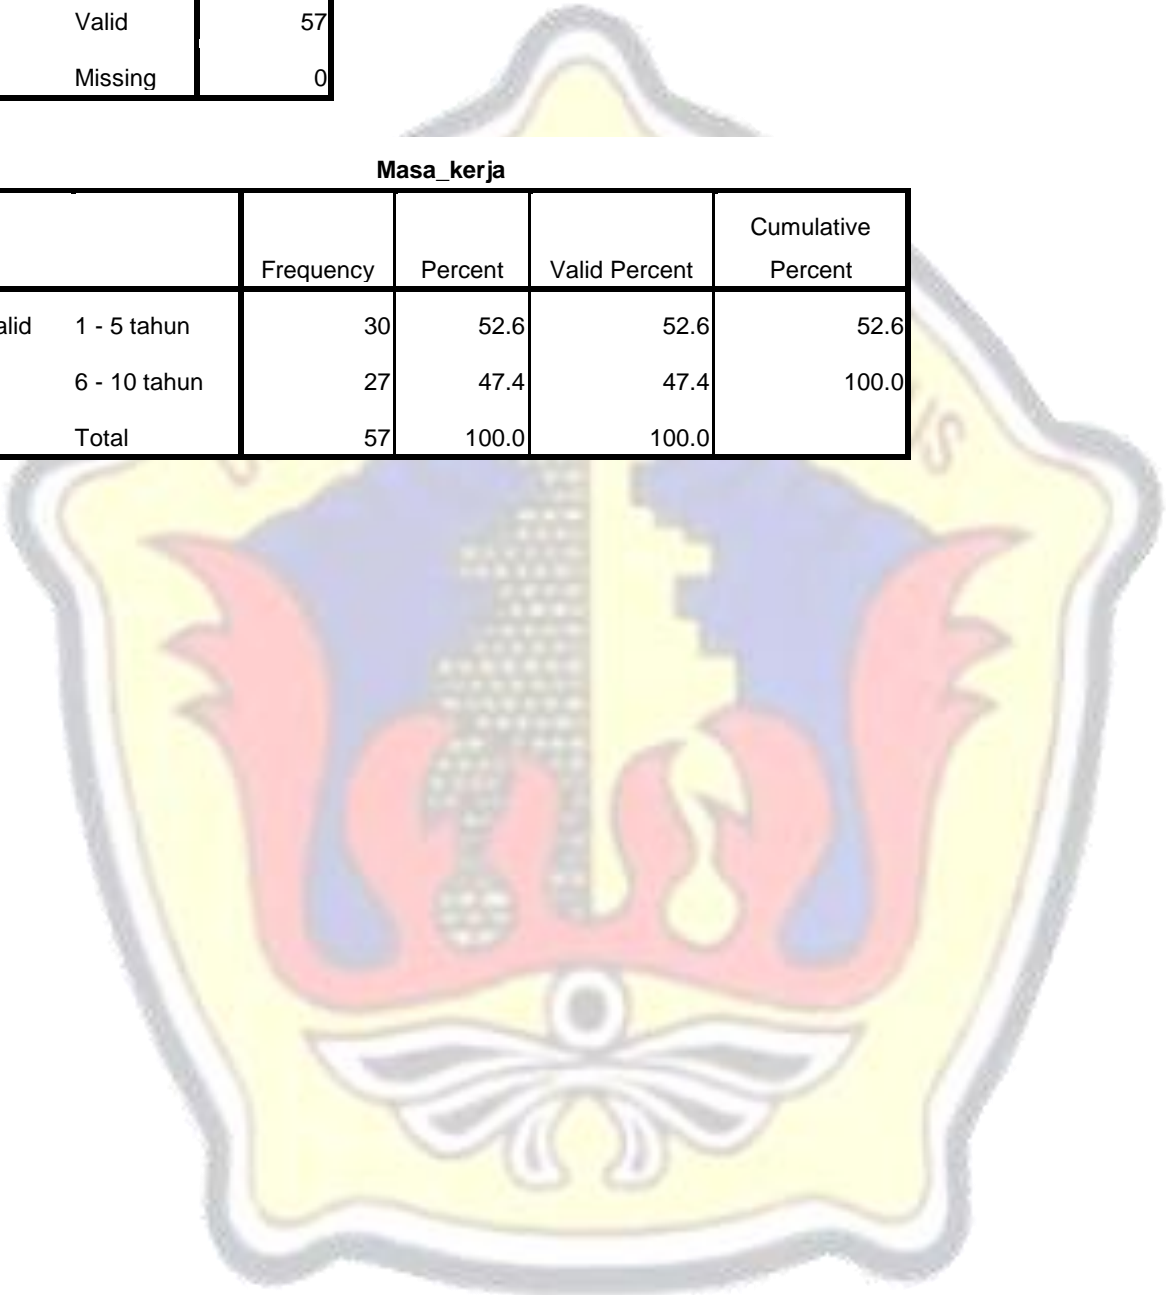 Valid 57
Missing 0
Masa_kerja
Cumulative
Frequency Percent Valid Percent Percent
1 - 5 tahun 30 52.6 52.6 52.6
6 - 10 tahun 27 47.4 47.4 100.0
Total 57 100.0 100.0